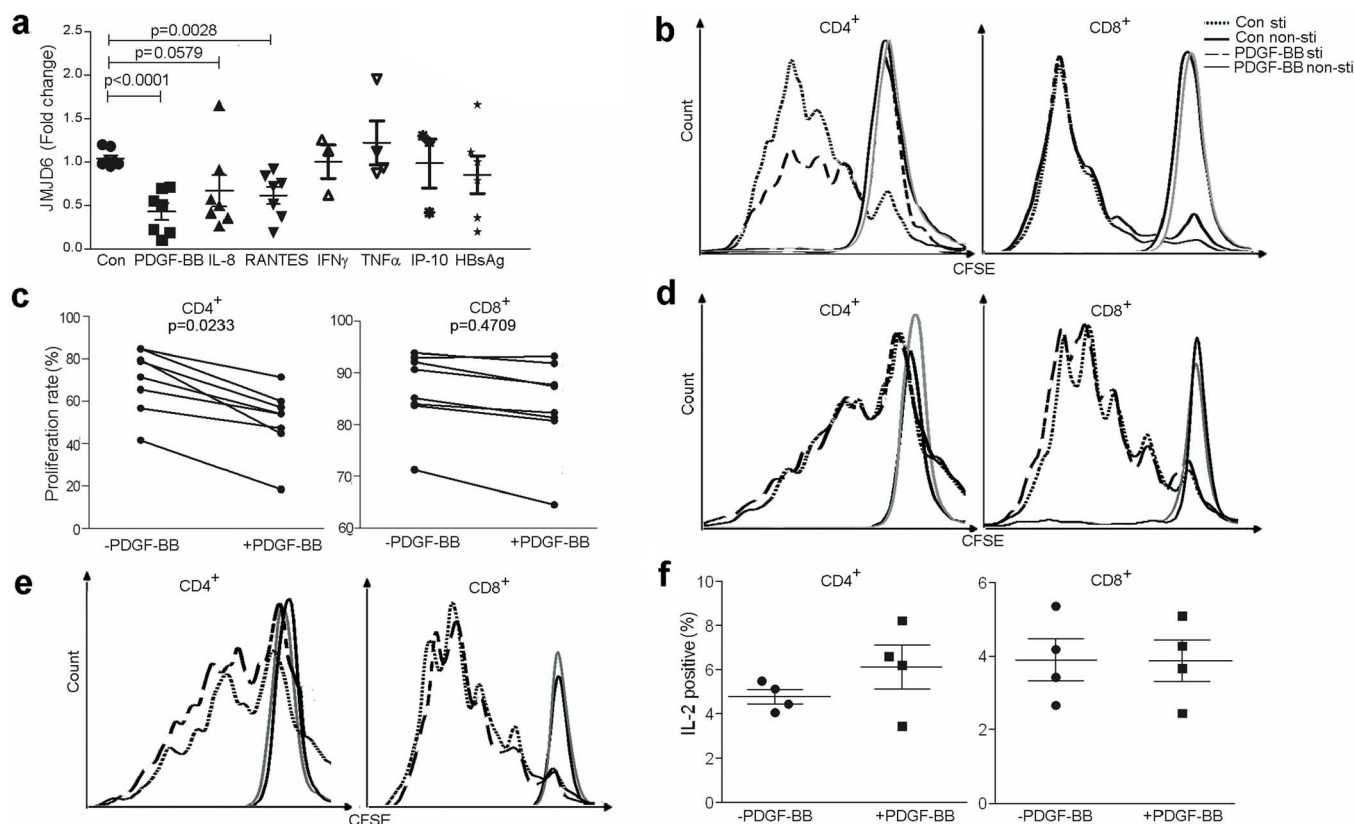 a
p=0.0028
p=0.0579
p<0.0001
JMJD6 (Fold change)
2.5
2.0
1.5
1.0
0.5
0.0
Con PDGF-BB IL-8 RANTES IFNγ TNFα IP-10 HBsAg
b
CD4+
CD8+
Con sti
Con non-sti
PDGF-BB sti
PDGF-BB non-sti
Count
CFSE
c
CD4+
p=0.0233
Proliferation rate (%)
100
80
60
40
20
0
-PDGF-BB +PDGF-BB
CD8+
p=0.4709
100
90
80
70
60
-PDGF-BB +PDGF-BB
d
CD4+
CD8+
Count
CFSE
e
CD4+
CD8+
Count
CFSE
f
CD4+
IL-2 positive (%)
10
8
6
4
2
0
-PDGF-BB +PDGF-BB
CD8+
6
4
2
0
-PDGF-BB +PDGF-BB